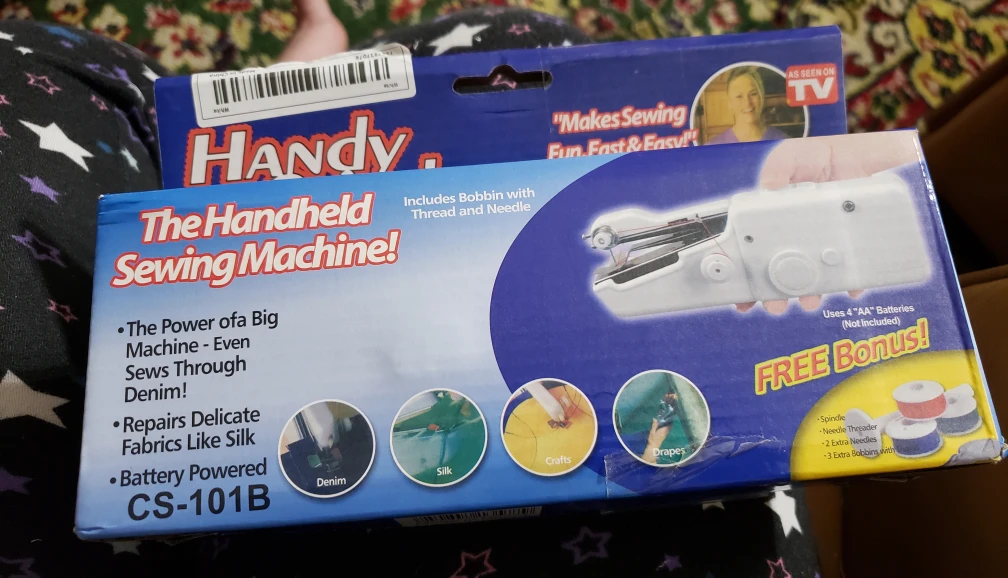 White
White
Handy
"Makes Sewing
Fun, Fast & Easy!"
AS SEEN ON
TV
The Handheld
Sewing Machine!
Includes Bobbin with
Thread and Needle
•The Power ofa Big
Machine - Even
Sews Through
Denim!
•Repairs Delicate
Fabrics Like Silk
•Battery Powered
CS-101B
Denim
Silk
Crafts
Drapes
Uses 4 "AA" Batteries
(Not Included)
FREE Bonus!
•Spindle
•Needle Threader
•2 Extra Needles
•3 Extra Bobbins with